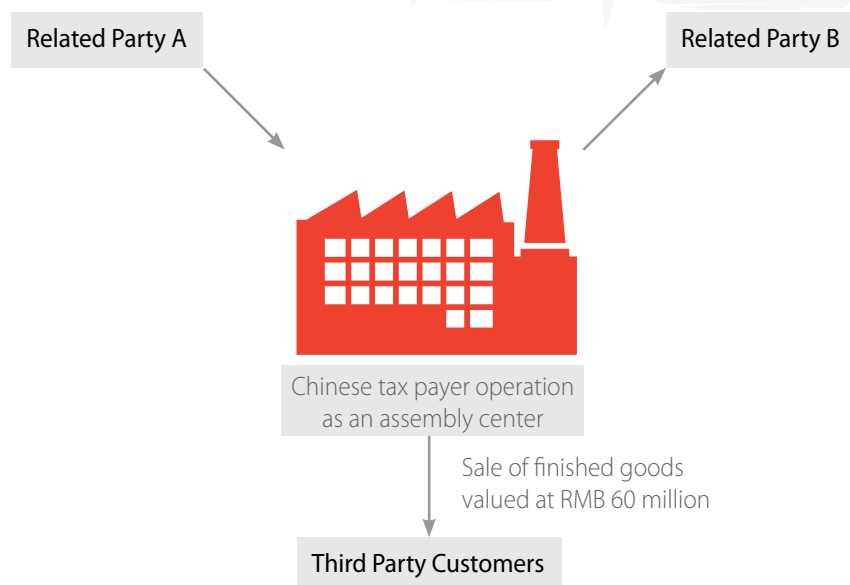 Related Party A
Related Party B
Chinese tax payer operation
as an assembly center
Sale of finished goods
valued at RMB 60 million
Third Party Customers